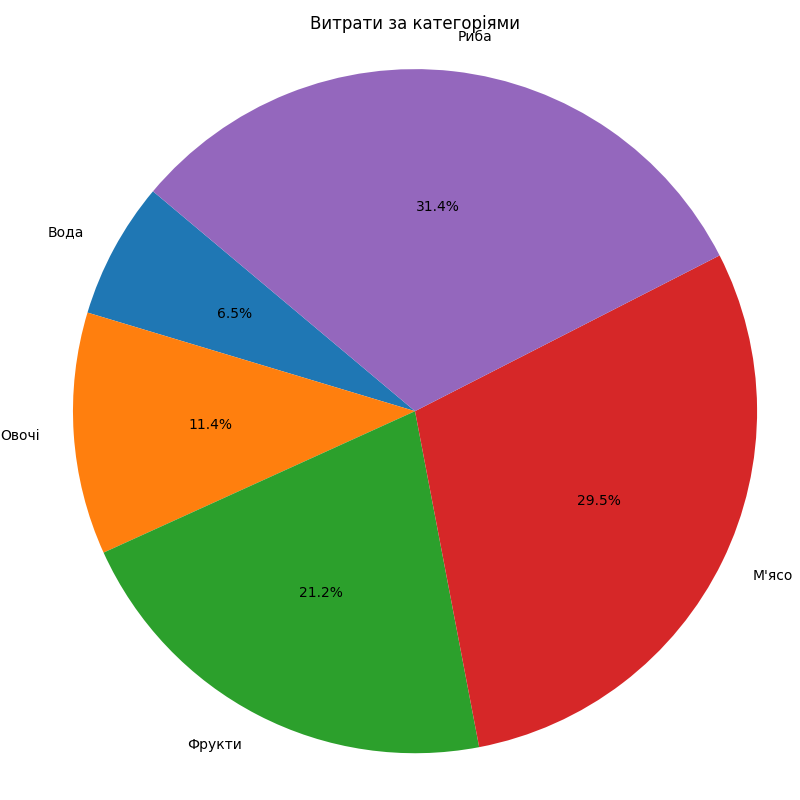 Витрати за категоріями
Риба
31.4%
Вода
6.5%
Овочі
11.4%
29.5%
М'ясо
21.2%
Фрукти